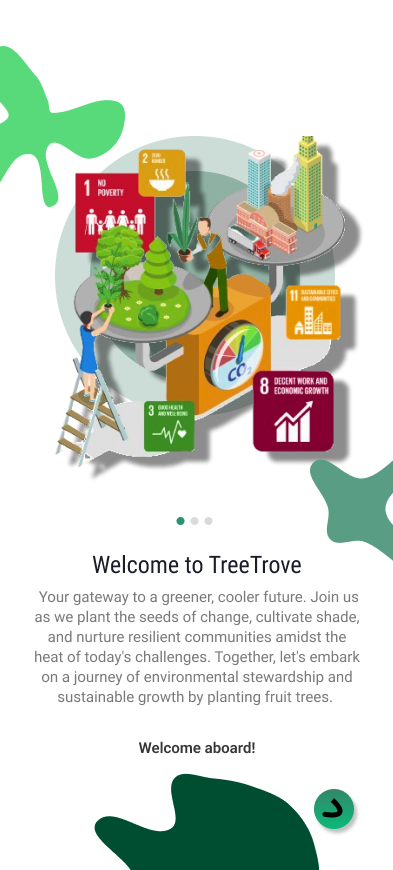 2 ZERO
HUNGER
1 NO
POVERTY
11 SUSTAINABLE CITIES
AND COMMUNITIES
CO2
8 DECENT WORK AND
ECONOMIC GROWTH
3 GOOD HEALTH
AND WELL-BEING
Welcome to TreeTrove
Your gateway to a greener, cooler future. Join us
as we plant the seeds of change, cultivate shade,
and nurture resilient communities amidst the
heat of today's challenges. Together, let's embark
on a journey of environmental stewardship and
sustainable growth by planting fruit trees.
Welcome aboard!